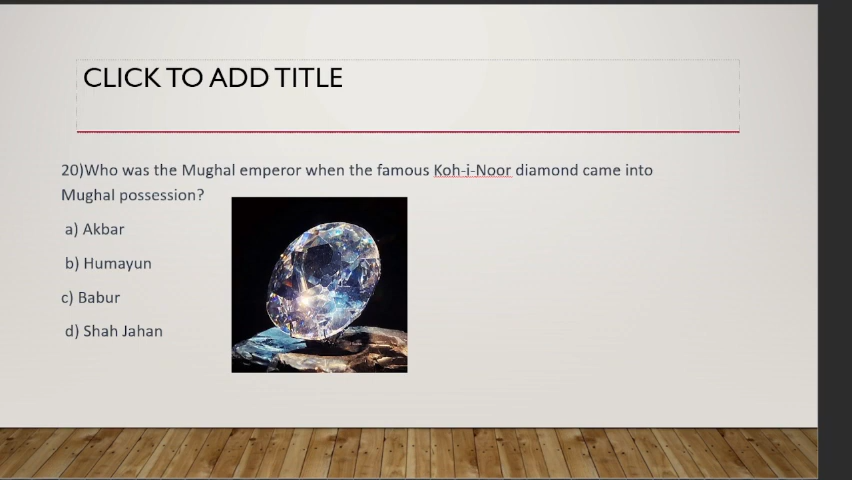 CLICK TO ADD TITLE
20)Who was the Mughal emperor when the famous Koh-i-Noor diamond came into
Mughal possession?
a) Akbar
b) Humayun
c) Babur
d) Shah Jahan